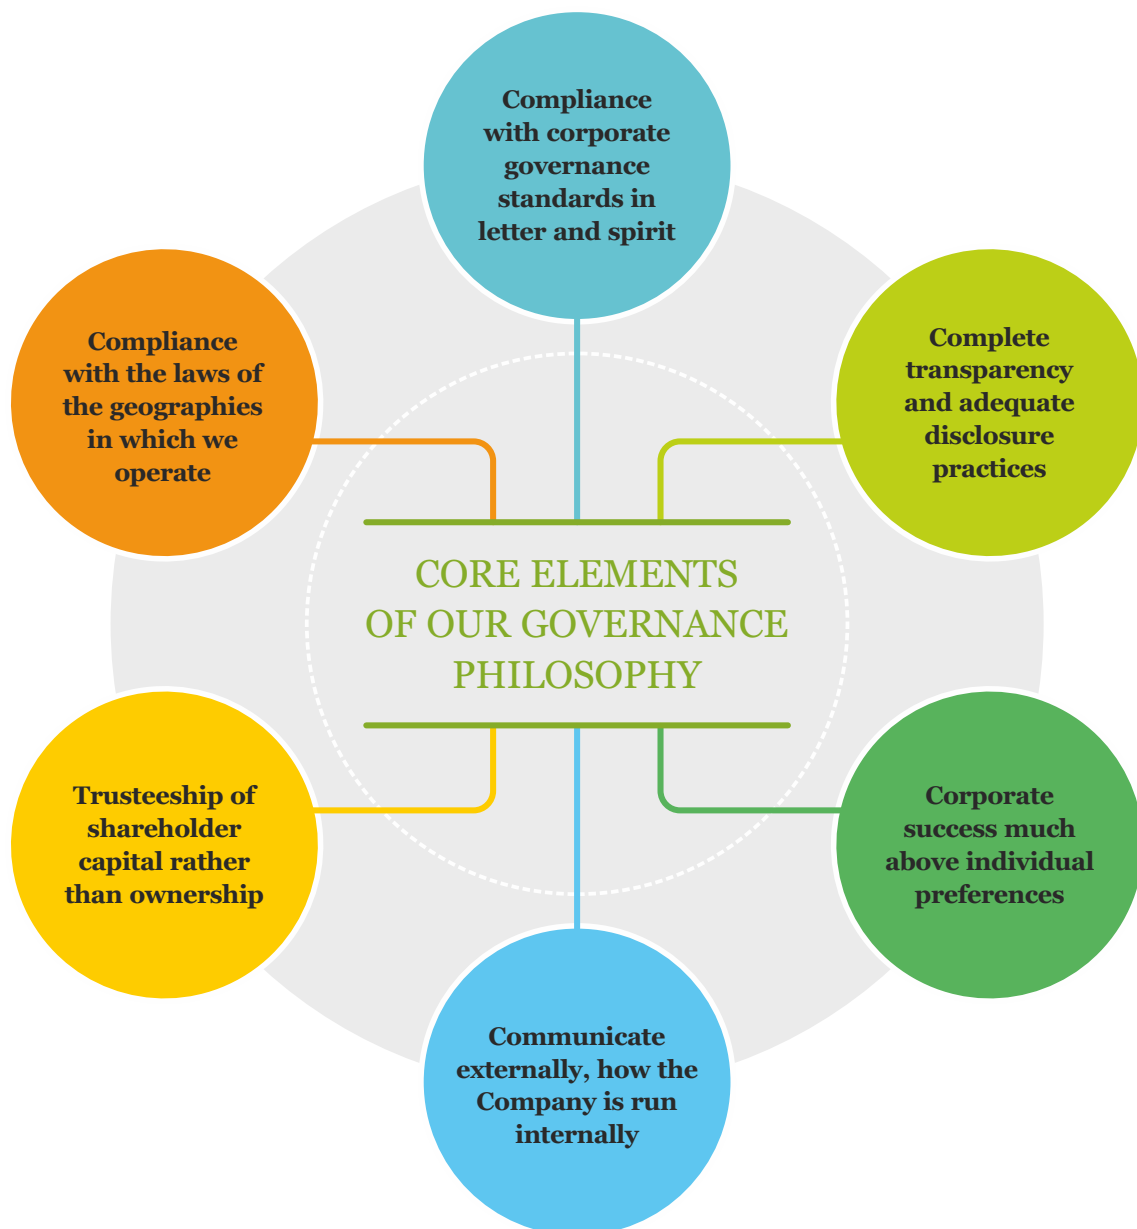 Compliance
with corporate
governance
standards in
letter and spirit
Compliance
with the laws of
the geographies
in which we
operate
Complete
transparency
and adequate
disclosure
practices
CORE ELEMENTS
OF OUR GOVERNANCE
PHILOSOPHY
Trusteeship of
shareholder
capital rather
than ownership
Corporate
success much
above individual
preferences
Communicate
externally, how the
Company is run
internally